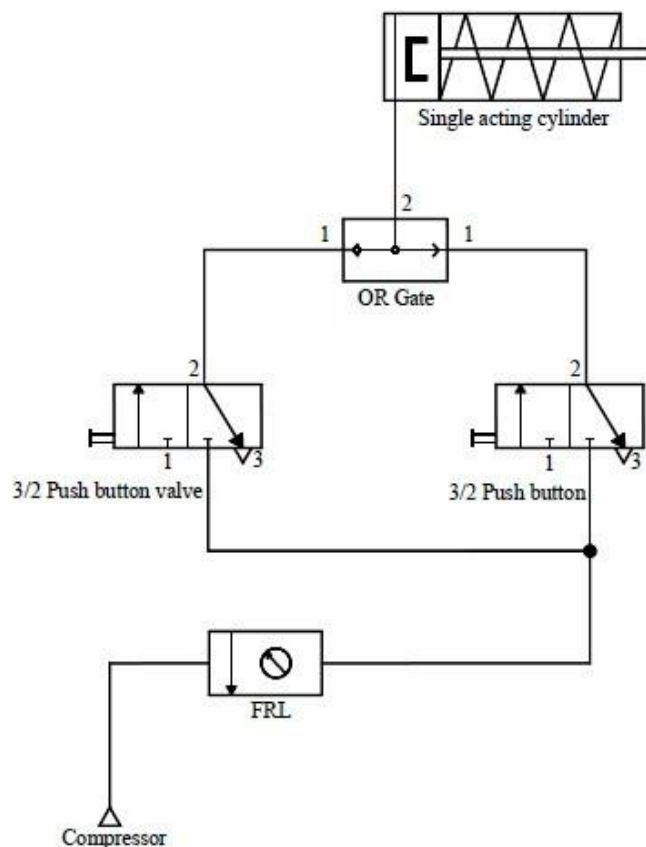 Single acting cylinder
2
1
1
OR Gate
2
2
1
3
1
3
3/2 Push button valve
3/2 Push button
FRL
Compressor